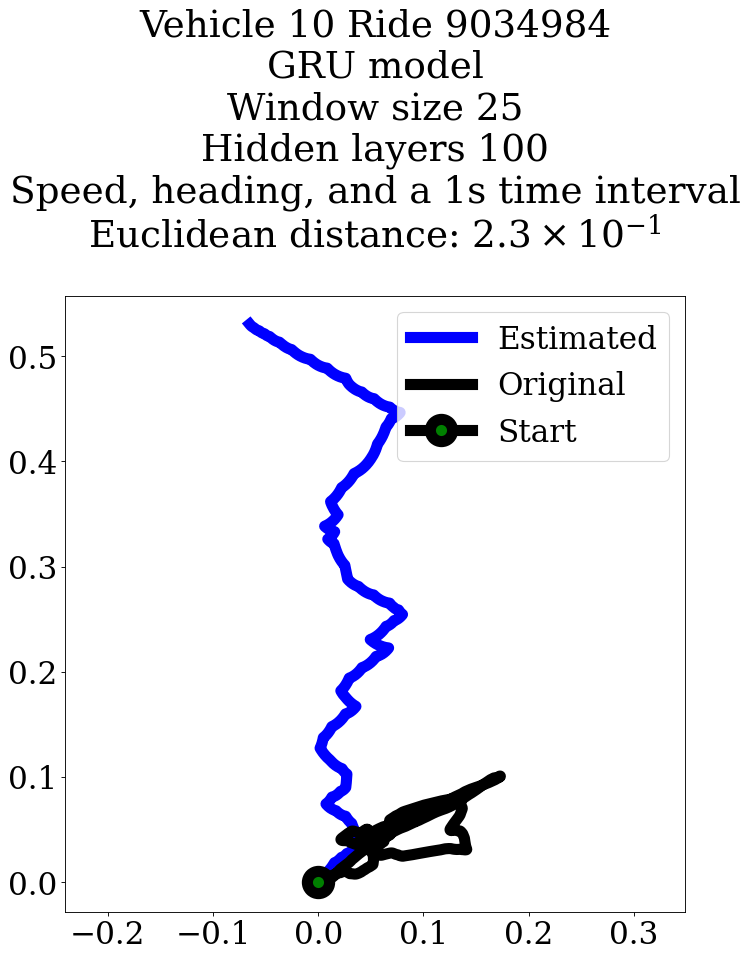 Vehicle 10 Ride 9034984
GRU model
Window size 25
Hidden layers 100
Speed, heading, and a 1s time interval
Euclidean distance: 2.3 × 10⁻¹
Estimated
Original
Start
0.5
0.4
0.3
0.2
0.1
0.0
−0.2 −0.1 0.0 0.1 0.2 0.3